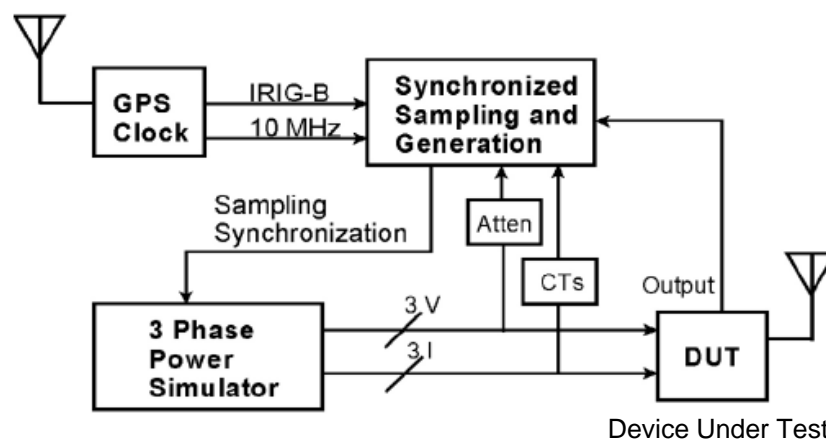 GPS
Clock
IRIG-B
10 MHz
Synchronized
Sampling and
Generation
Sampling
Synchronization
Atten
CTs
Output
3 Phase
Power
Simulator
3 V
3 I
DUT
Device Under Test